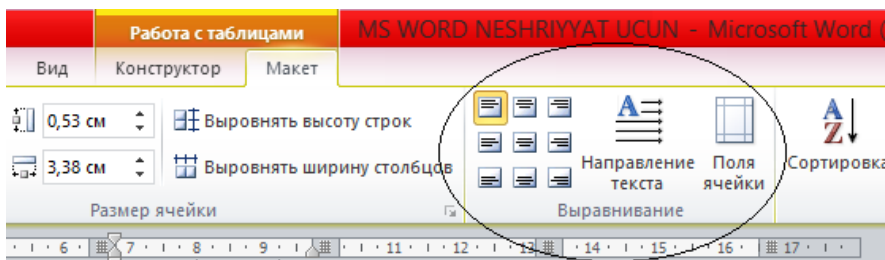 Работа с таблицами MS WORD NESHRIYYAT UCUN - Microsoft Word (
Вид Конструктор Макет
0,53 см Выровнять высоту строк
3,38 см Выровнять ширину столбцов
Направление текста
Поля ячейки
Сортировка
Размер ячейки Выравнивание
6 7 8 9 11 12 13 14 15 16 17